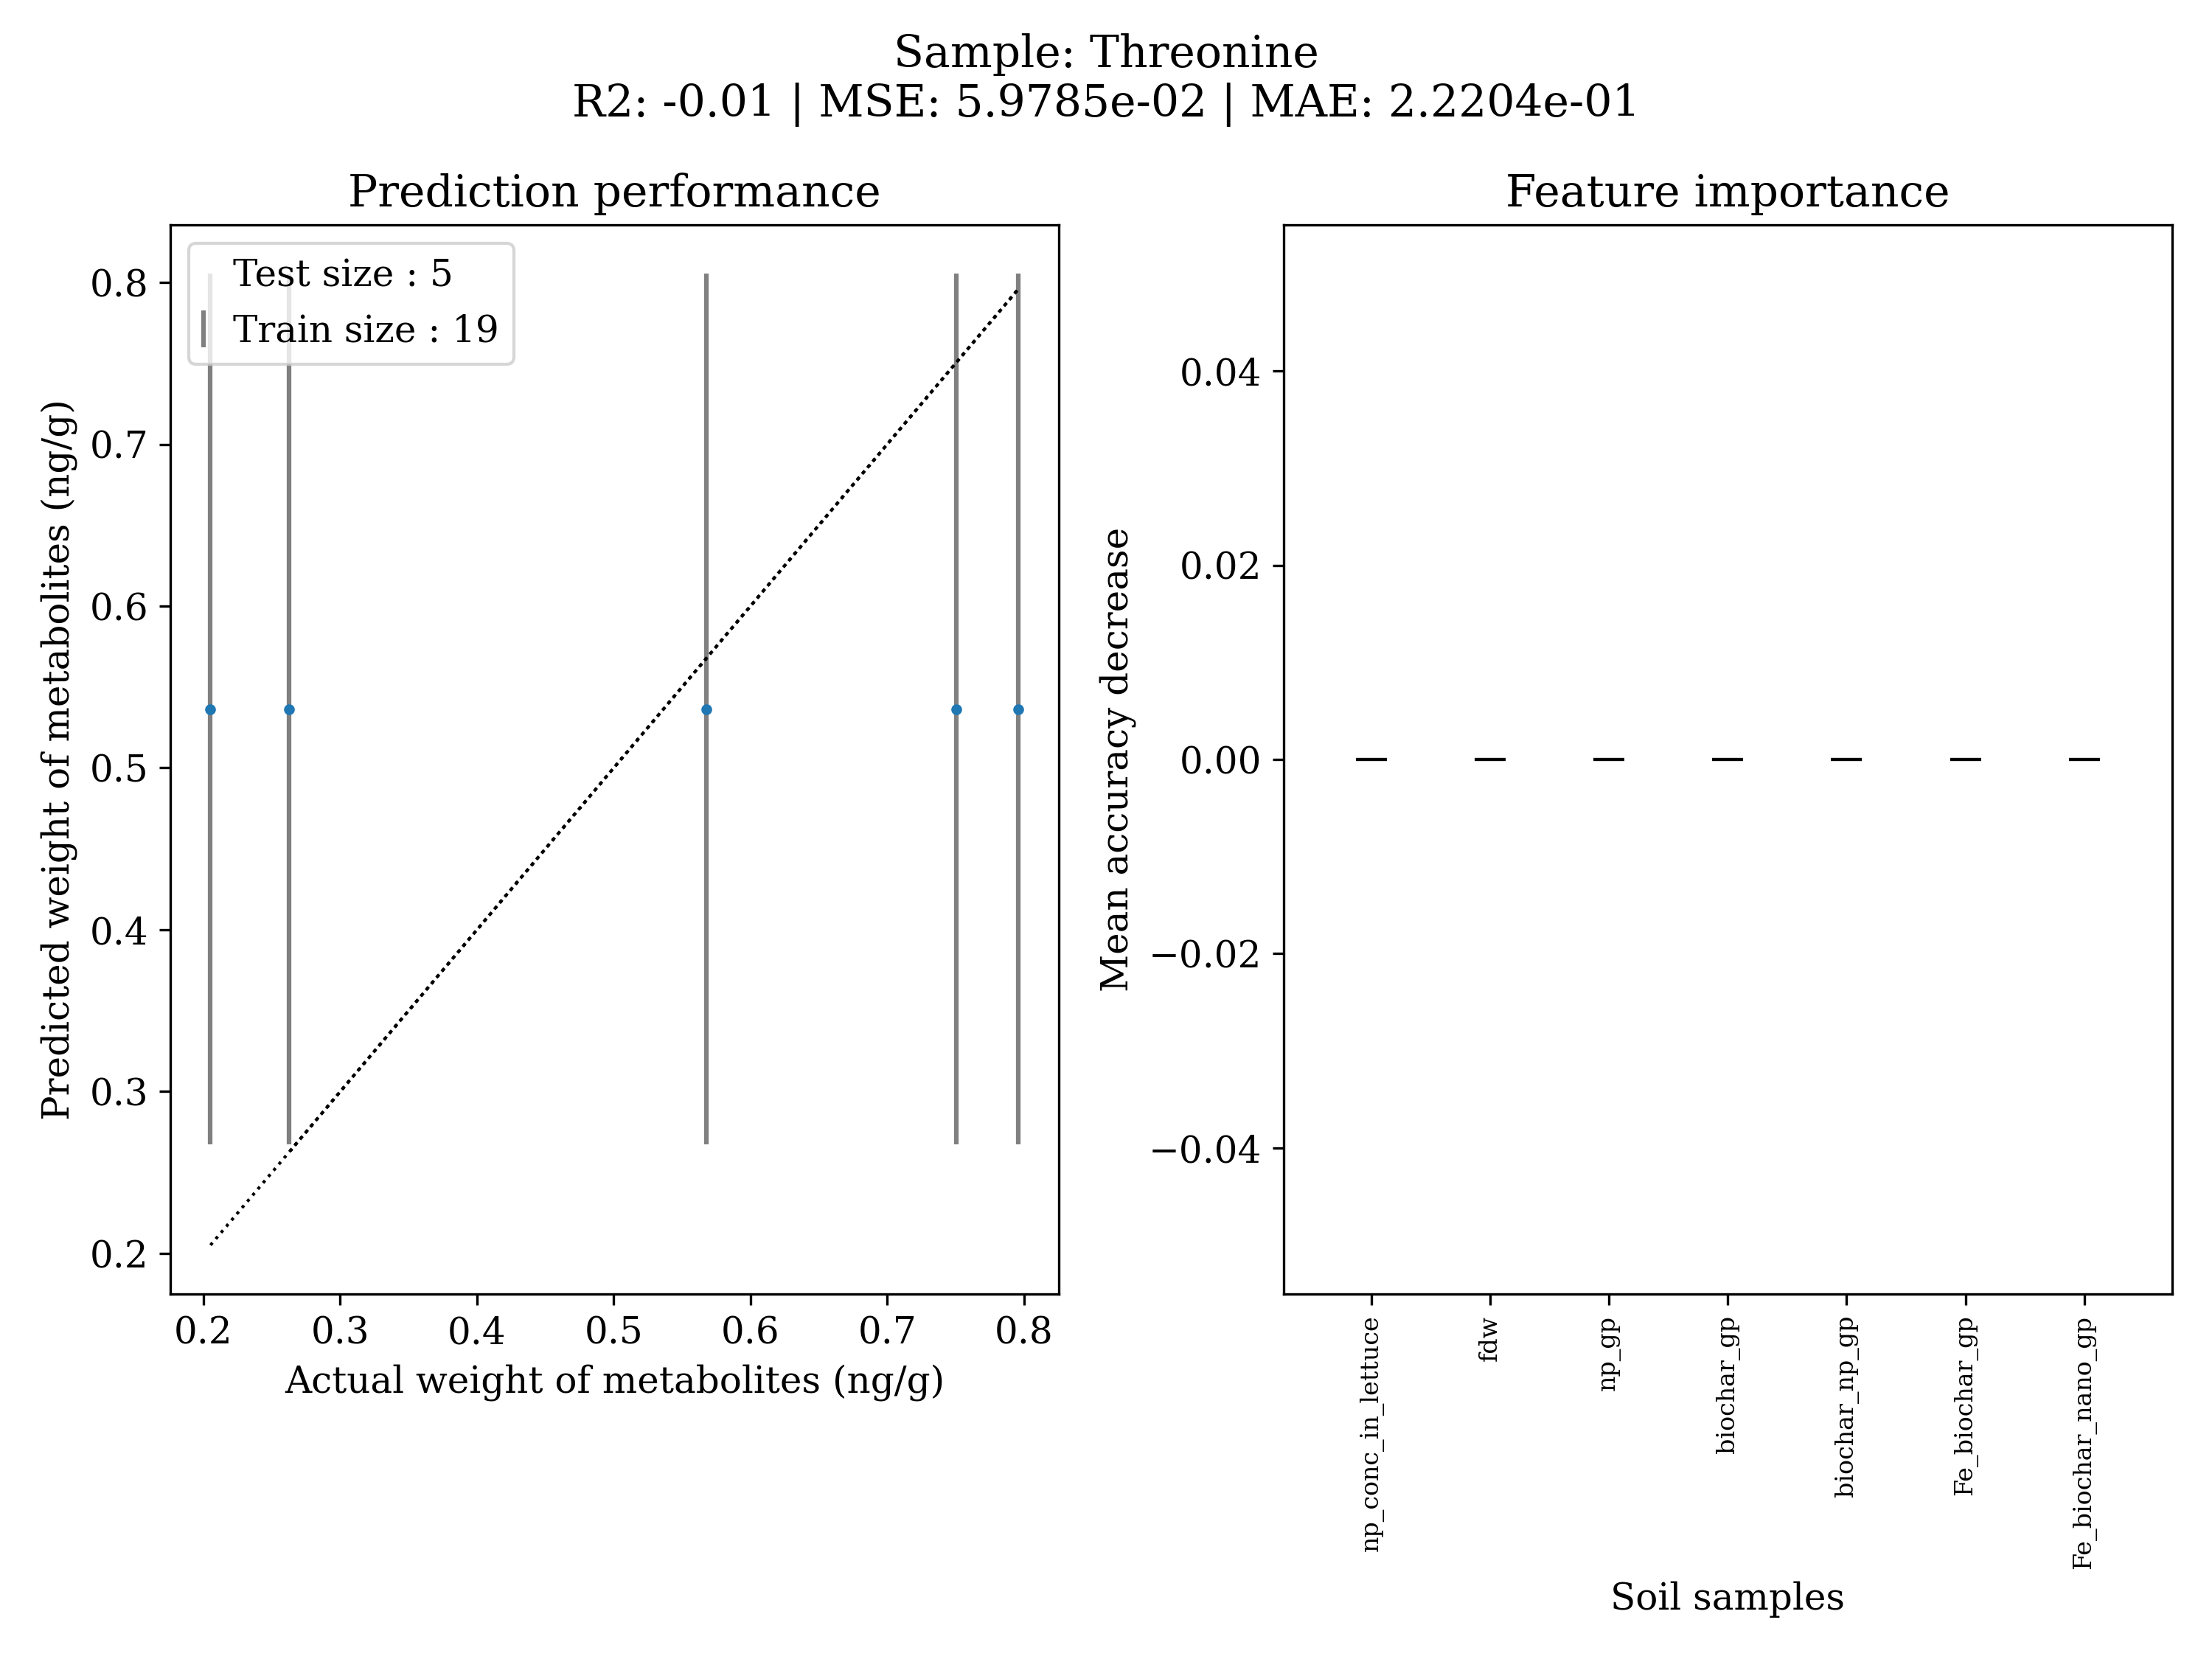 Sample: Threonine
R2: -0.01 | MSE: 5.9785e-02 | MAE: 2.2204e-01
Prediction performance
Test size : 5
Train size : 19
0.8
0.7
0.6
0.5
0.4
0.3
0.2
Predicted weight of metabolites (ng/g)
0.2 0.3 0.4 0.5 0.6 0.7 0.8
Actual weight of metabolites (ng/g)
Feature importance
0.04
0.02
0.00
−0.02
−0.04
Mean accuracy decrease
np_conc_in_lettuce
fdw
np_gp
biochar_gp
biochar_np_gp
Fe_biochar_gp
Fe_biochar_nano_gp
Soil samples